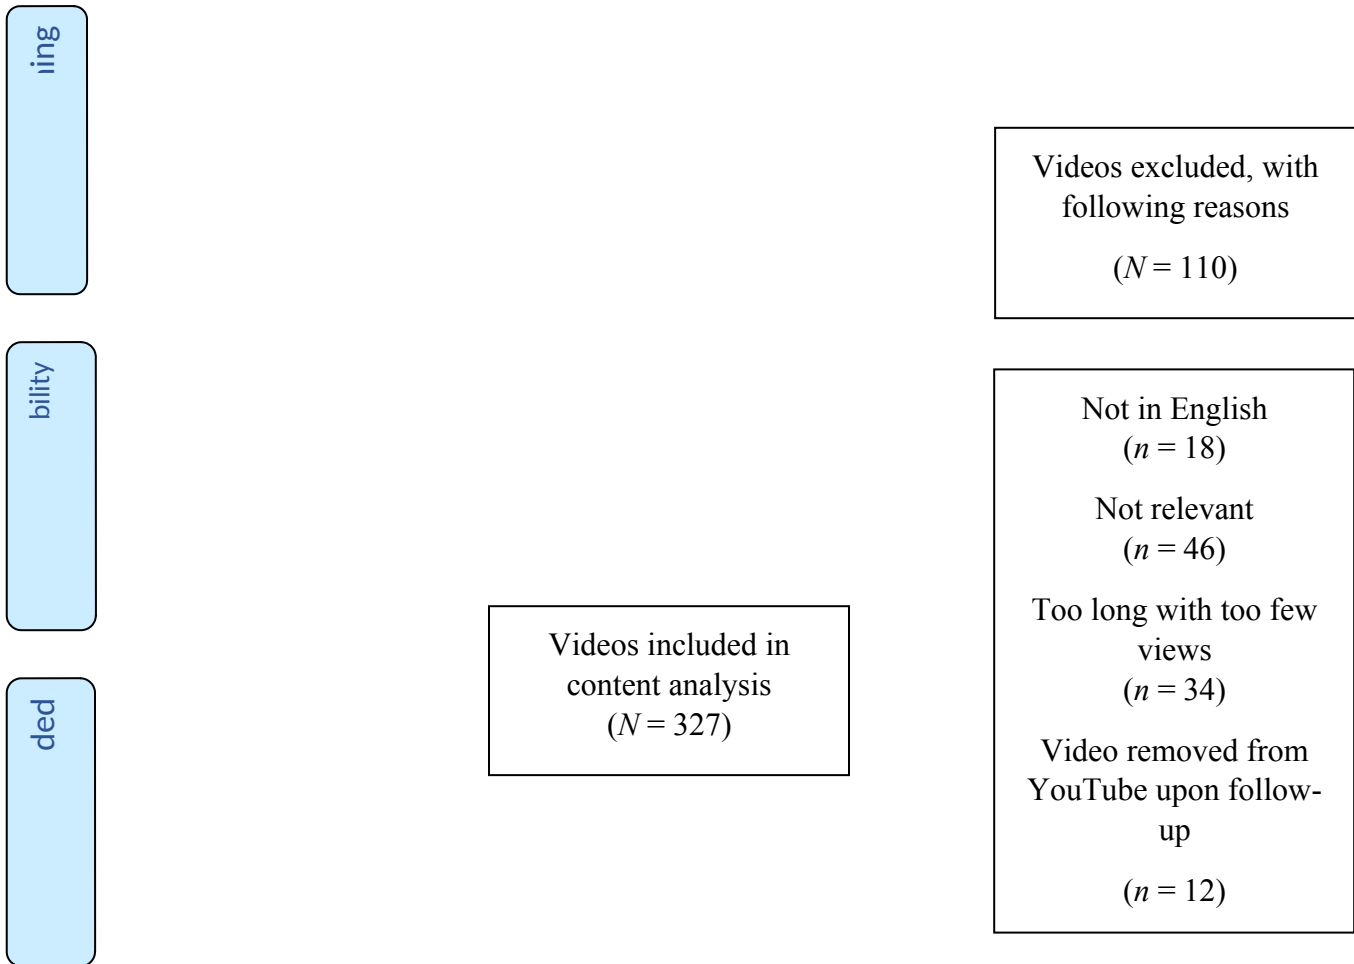 ing
Videos excluded, with
following reasons
(N = 110)
bility
Not in English
(n = 18)
Not relevant
(n = 46)
Too long with too few
views
(n = 34)
Video removed from
YouTube upon follow-
up
(n = 12)
Videos included in
content analysis
(N = 327)
ded